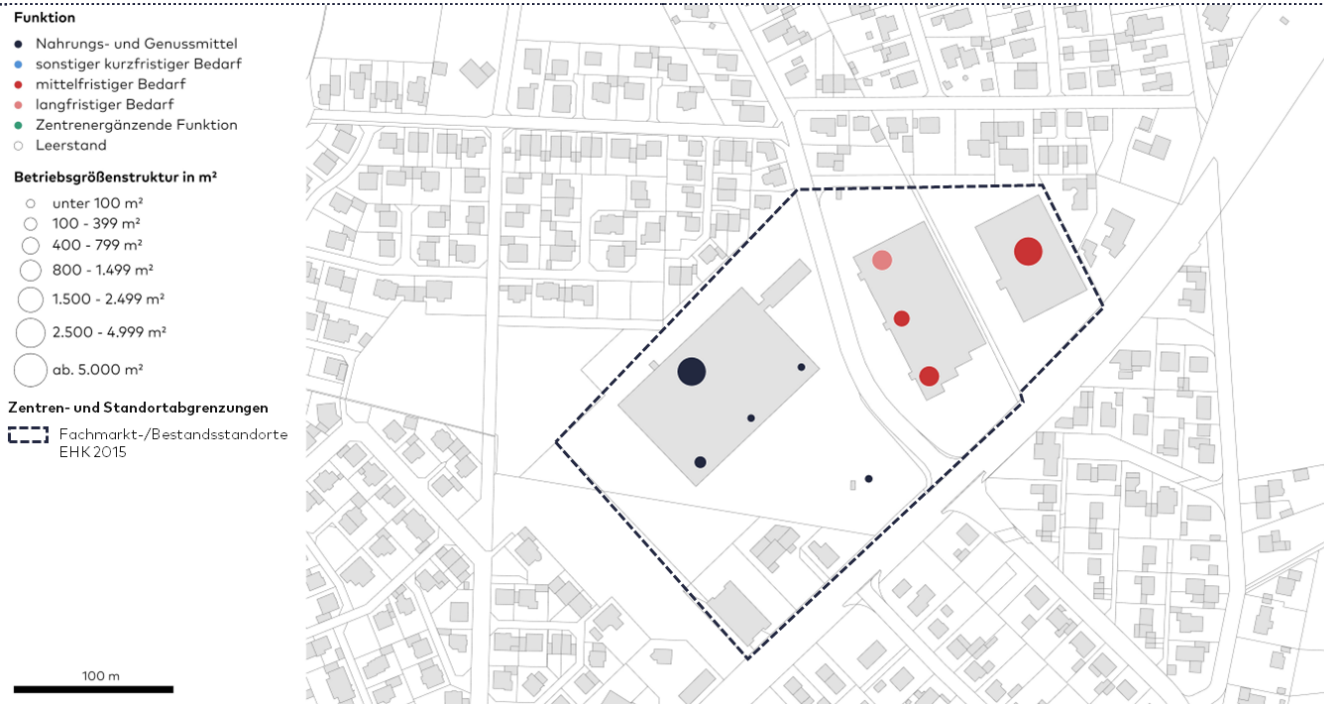 Funktion
Nahrungs- und Genussmittel
sonstiger kurzfristiger Bedarf
mittelfristiger Bedarf
langfristiger Bedarf
Zentrenergänzende Funktion
Leerstand
Betriebsgrößenstruktur in m²
unter 100 m²
100 - 399 m²
400 - 799 m²
800 - 1.499 m²
1.500 - 2.499 m²
2.500 - 4.999 m²
ab. 5.000 m²
Zentren- und Standortabgrenzungen
Fachmarkt-/Bestandsstandorte
EHK 2015
100 m